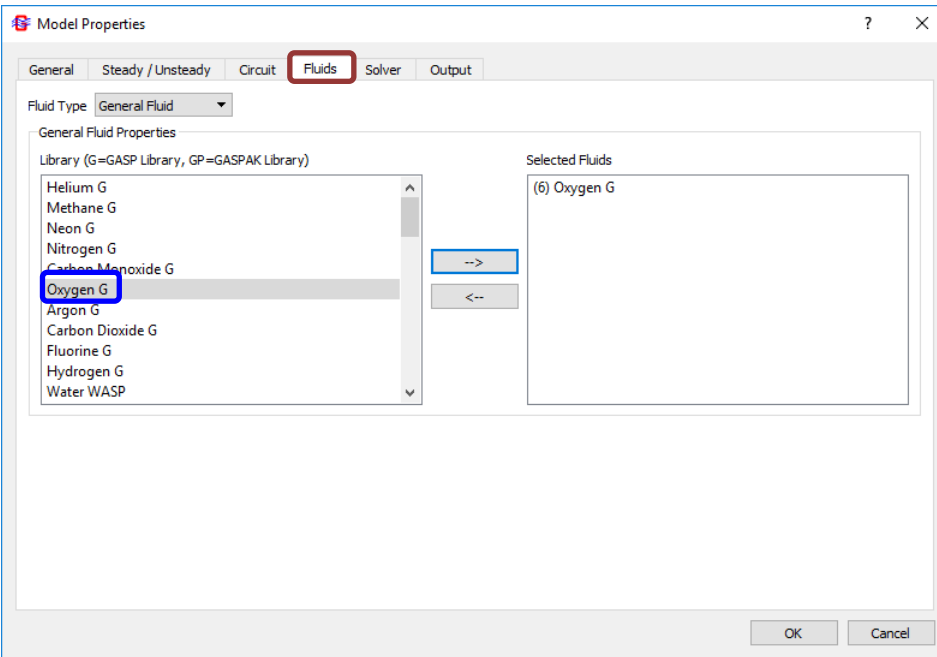 Model Properties ? ×
General Steady / Unsteady Circuit Fluids Solver Output
Fluid Type General Fluid
General Fluid Properties
Library (G=GASP Library, GP=GASPAK Library) Selected Fluids
Helium G (6) Oxygen G
Methane G
Neon G
Nitrogen G
Carbon Monoxide G
-->
Oxygen G
<--
Argon G
Carbon Dioxide G
Fluorine G
Hydrogen G
Water WASP
OK Cancel